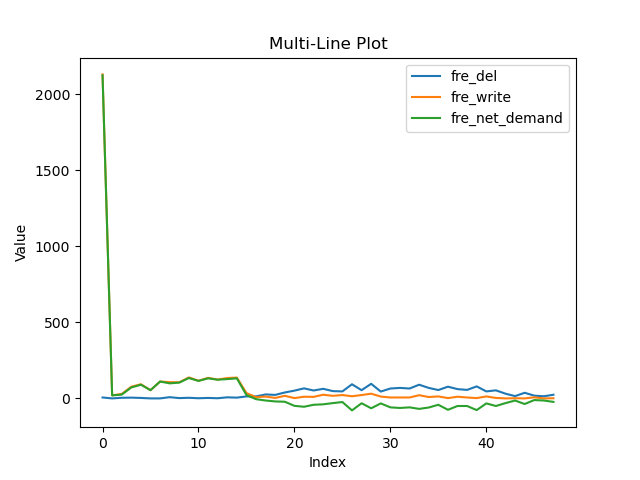 Multi-Line Plot
fre_del
fre_write
fre_net_demand
2000
1500
1000
500
0
Value
0 10 20 30 40
Index